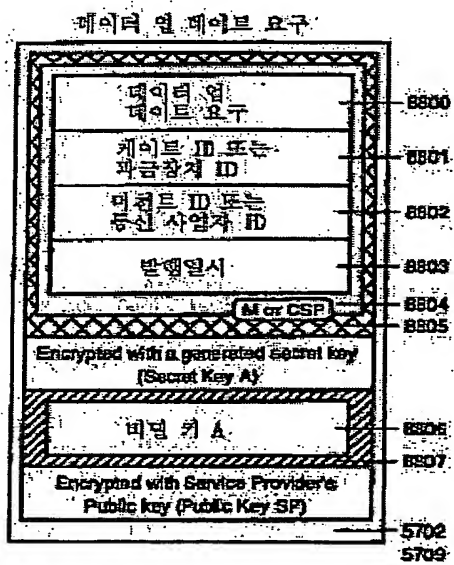 데이터 업 데이트 요구
데이터 업
데이트 요구
8800
게이트 ID 또는
과금장치 ID
8801
머천트 ID 또는
통신 사업자 ID
8802
발행일시
8803
8804
M or CSP
8805
Encrypted with a generated secret key
(Secret Key A)
비밀 키 A
8806
8807
Encrypted with Service Provider's
Public key (Public Key SP)
5702
5709